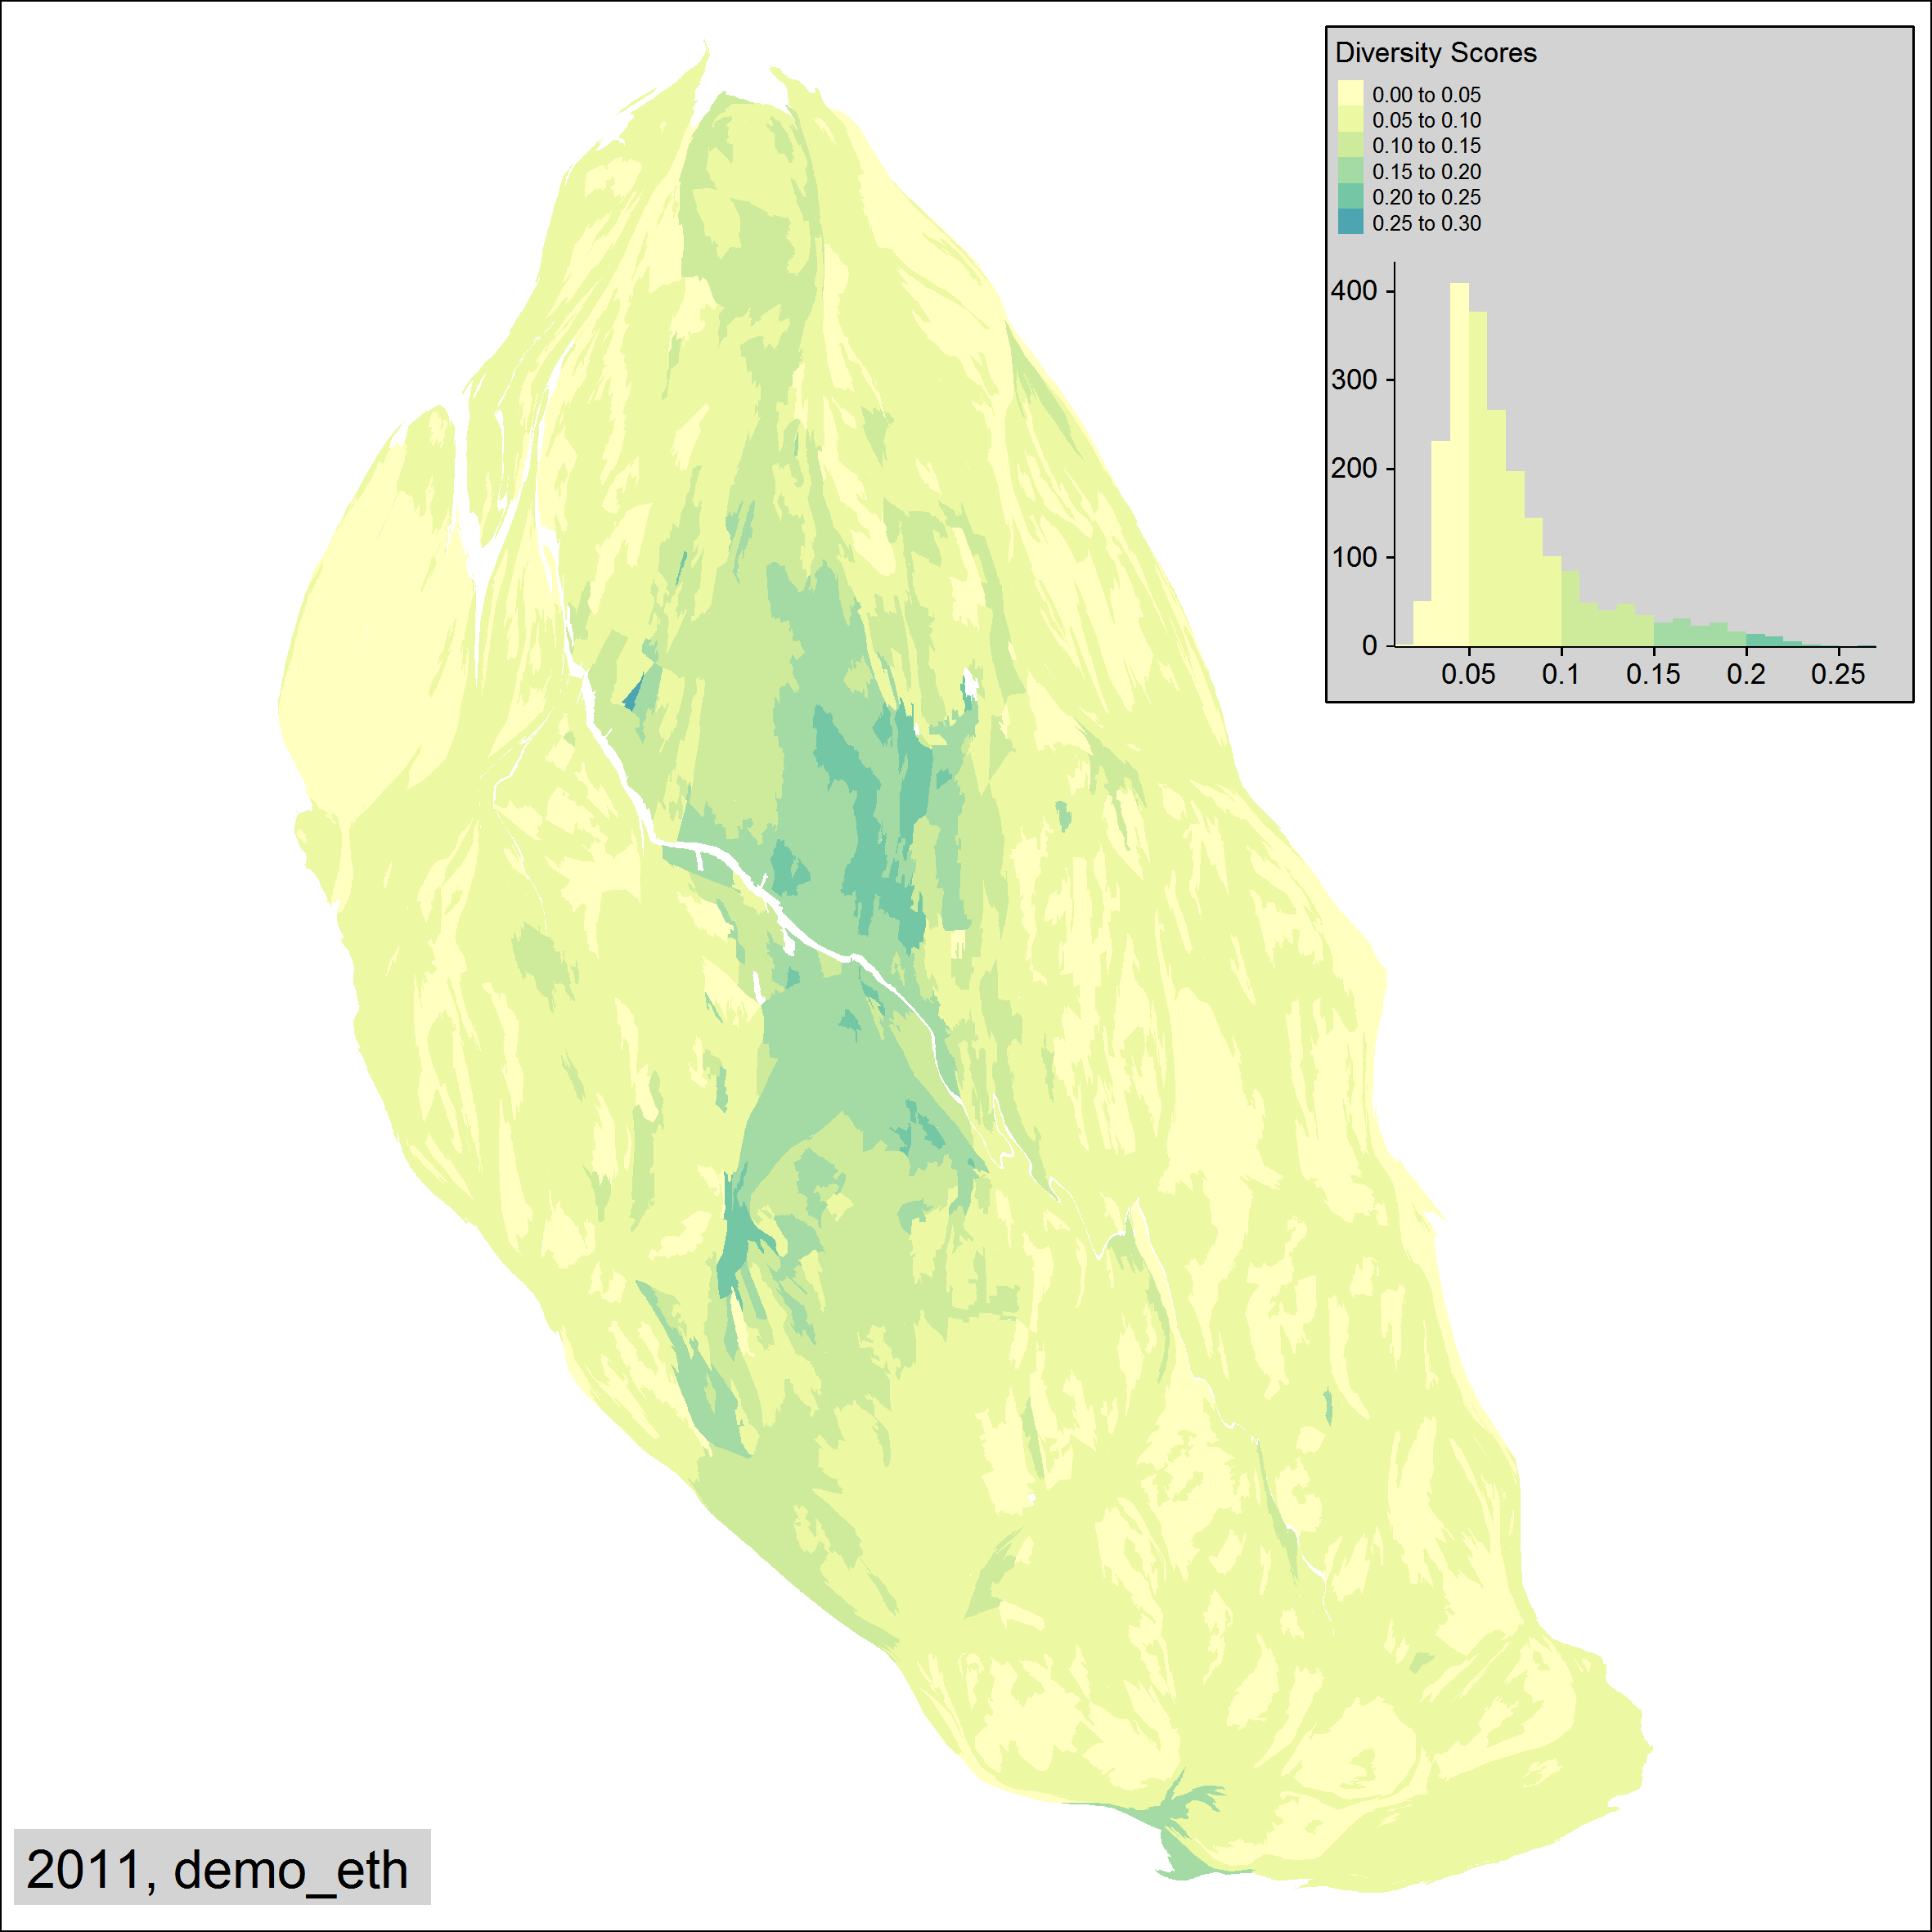 Diversity Scores
0.00 to 0.05
0.05 to 0.10
0.10 to 0.15
0.15 to 0.20
0.20 to 0.25
0.25 to 0.30
400
300
200
100
0
0.05 0.1 0.15 0.2 0.25
2011, demo_eth